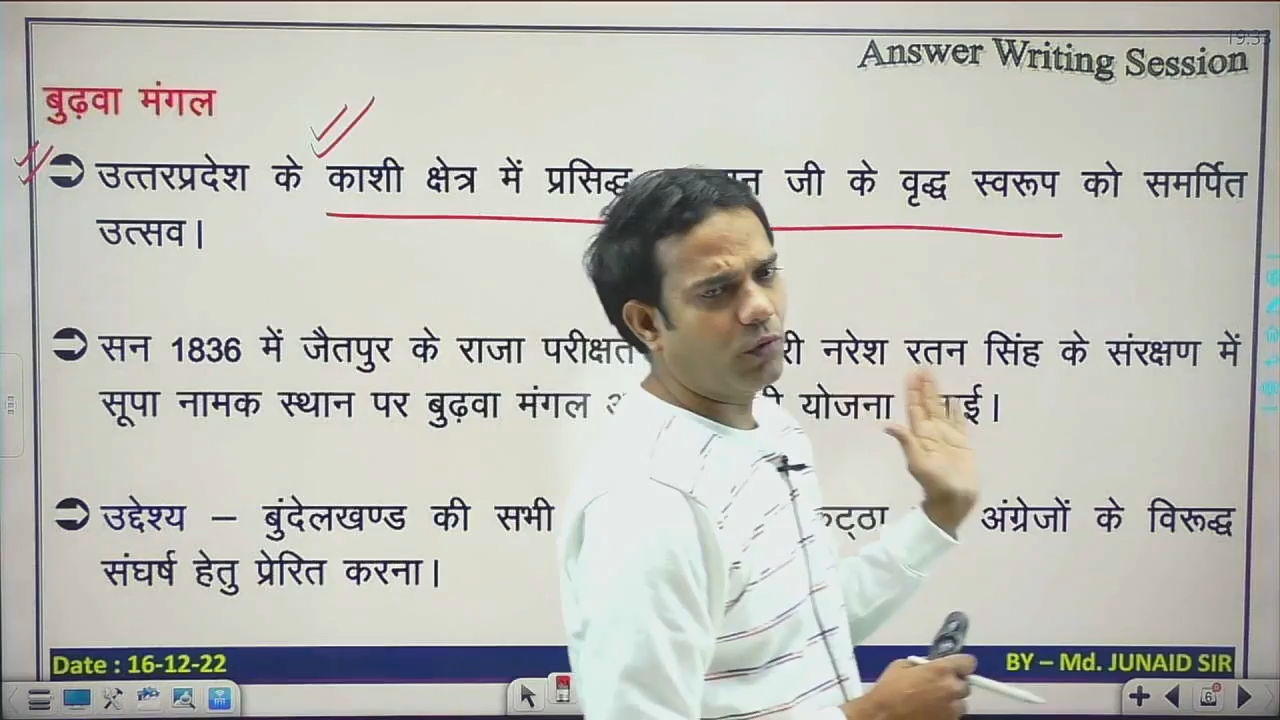 19:33
Answer Writing Session
बुढ़वा मंगल
उत्तरप्रदेश के काशी क्षेत्र में प्रसिद्ध जी के वृद्ध स्वरूप को समर्पित
उत्सव।
सन 1836 में जैतपुर के राजा परीक्षत नरेश रतन सिंह के संरक्षण में
सूपा नामक स्थान पर बुढ़वा मंगल योजना
उद्देश्य – बुंदेलखण्ड की सभी अंग्रेजों के विरूद्ध
संघर्ष हेतु प्रेरित करना।
Date : 16-12-22
BY – Md. JUNAID SIR